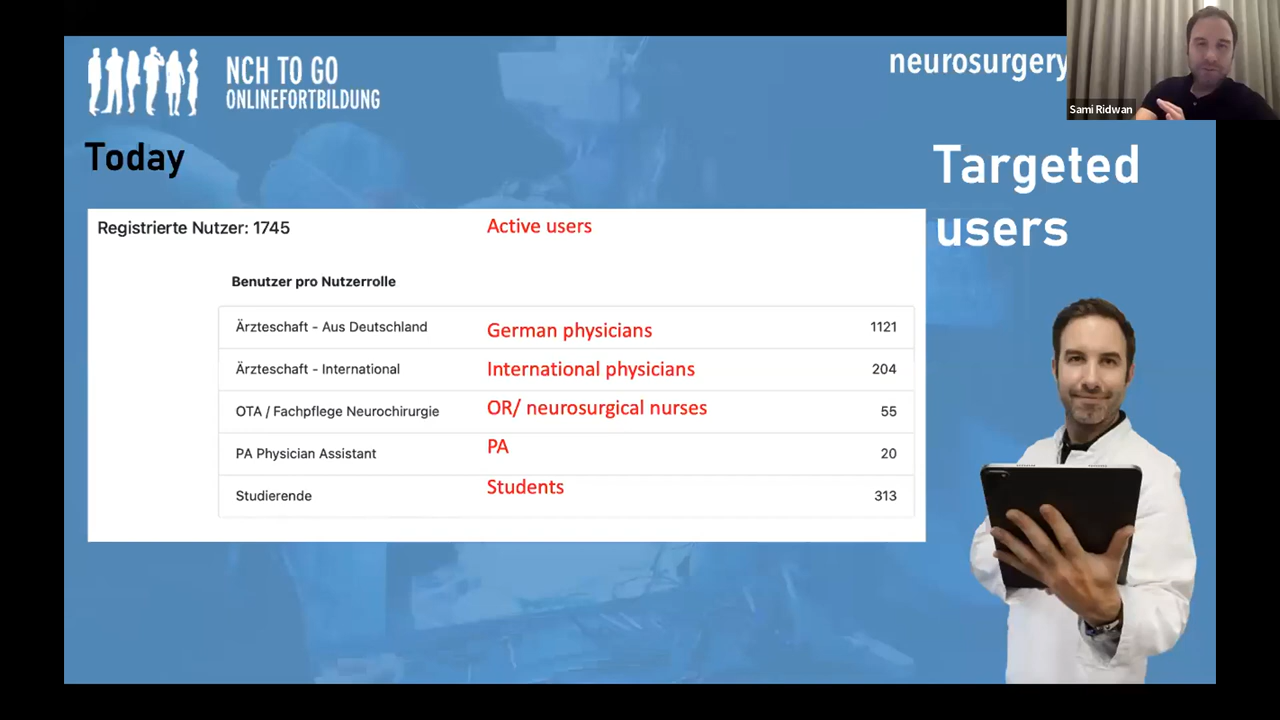 NCH TO GO
ONLINEFORTBILDUNG
neurosurgery
Sami Ridwan
Today
Targeted
users
Registrierte Nutzer: 1745 Active users
Benutzer pro Nutzerrolle
Ärzteschaft - Aus Deutschland German physicians 1121
Ärzteschaft - International International physicians 204
OTA / Fachpflege Neurochirurgie OR/ neurosurgical nurses 55
PA Physician Assistant PA 20
Studierende Students 313